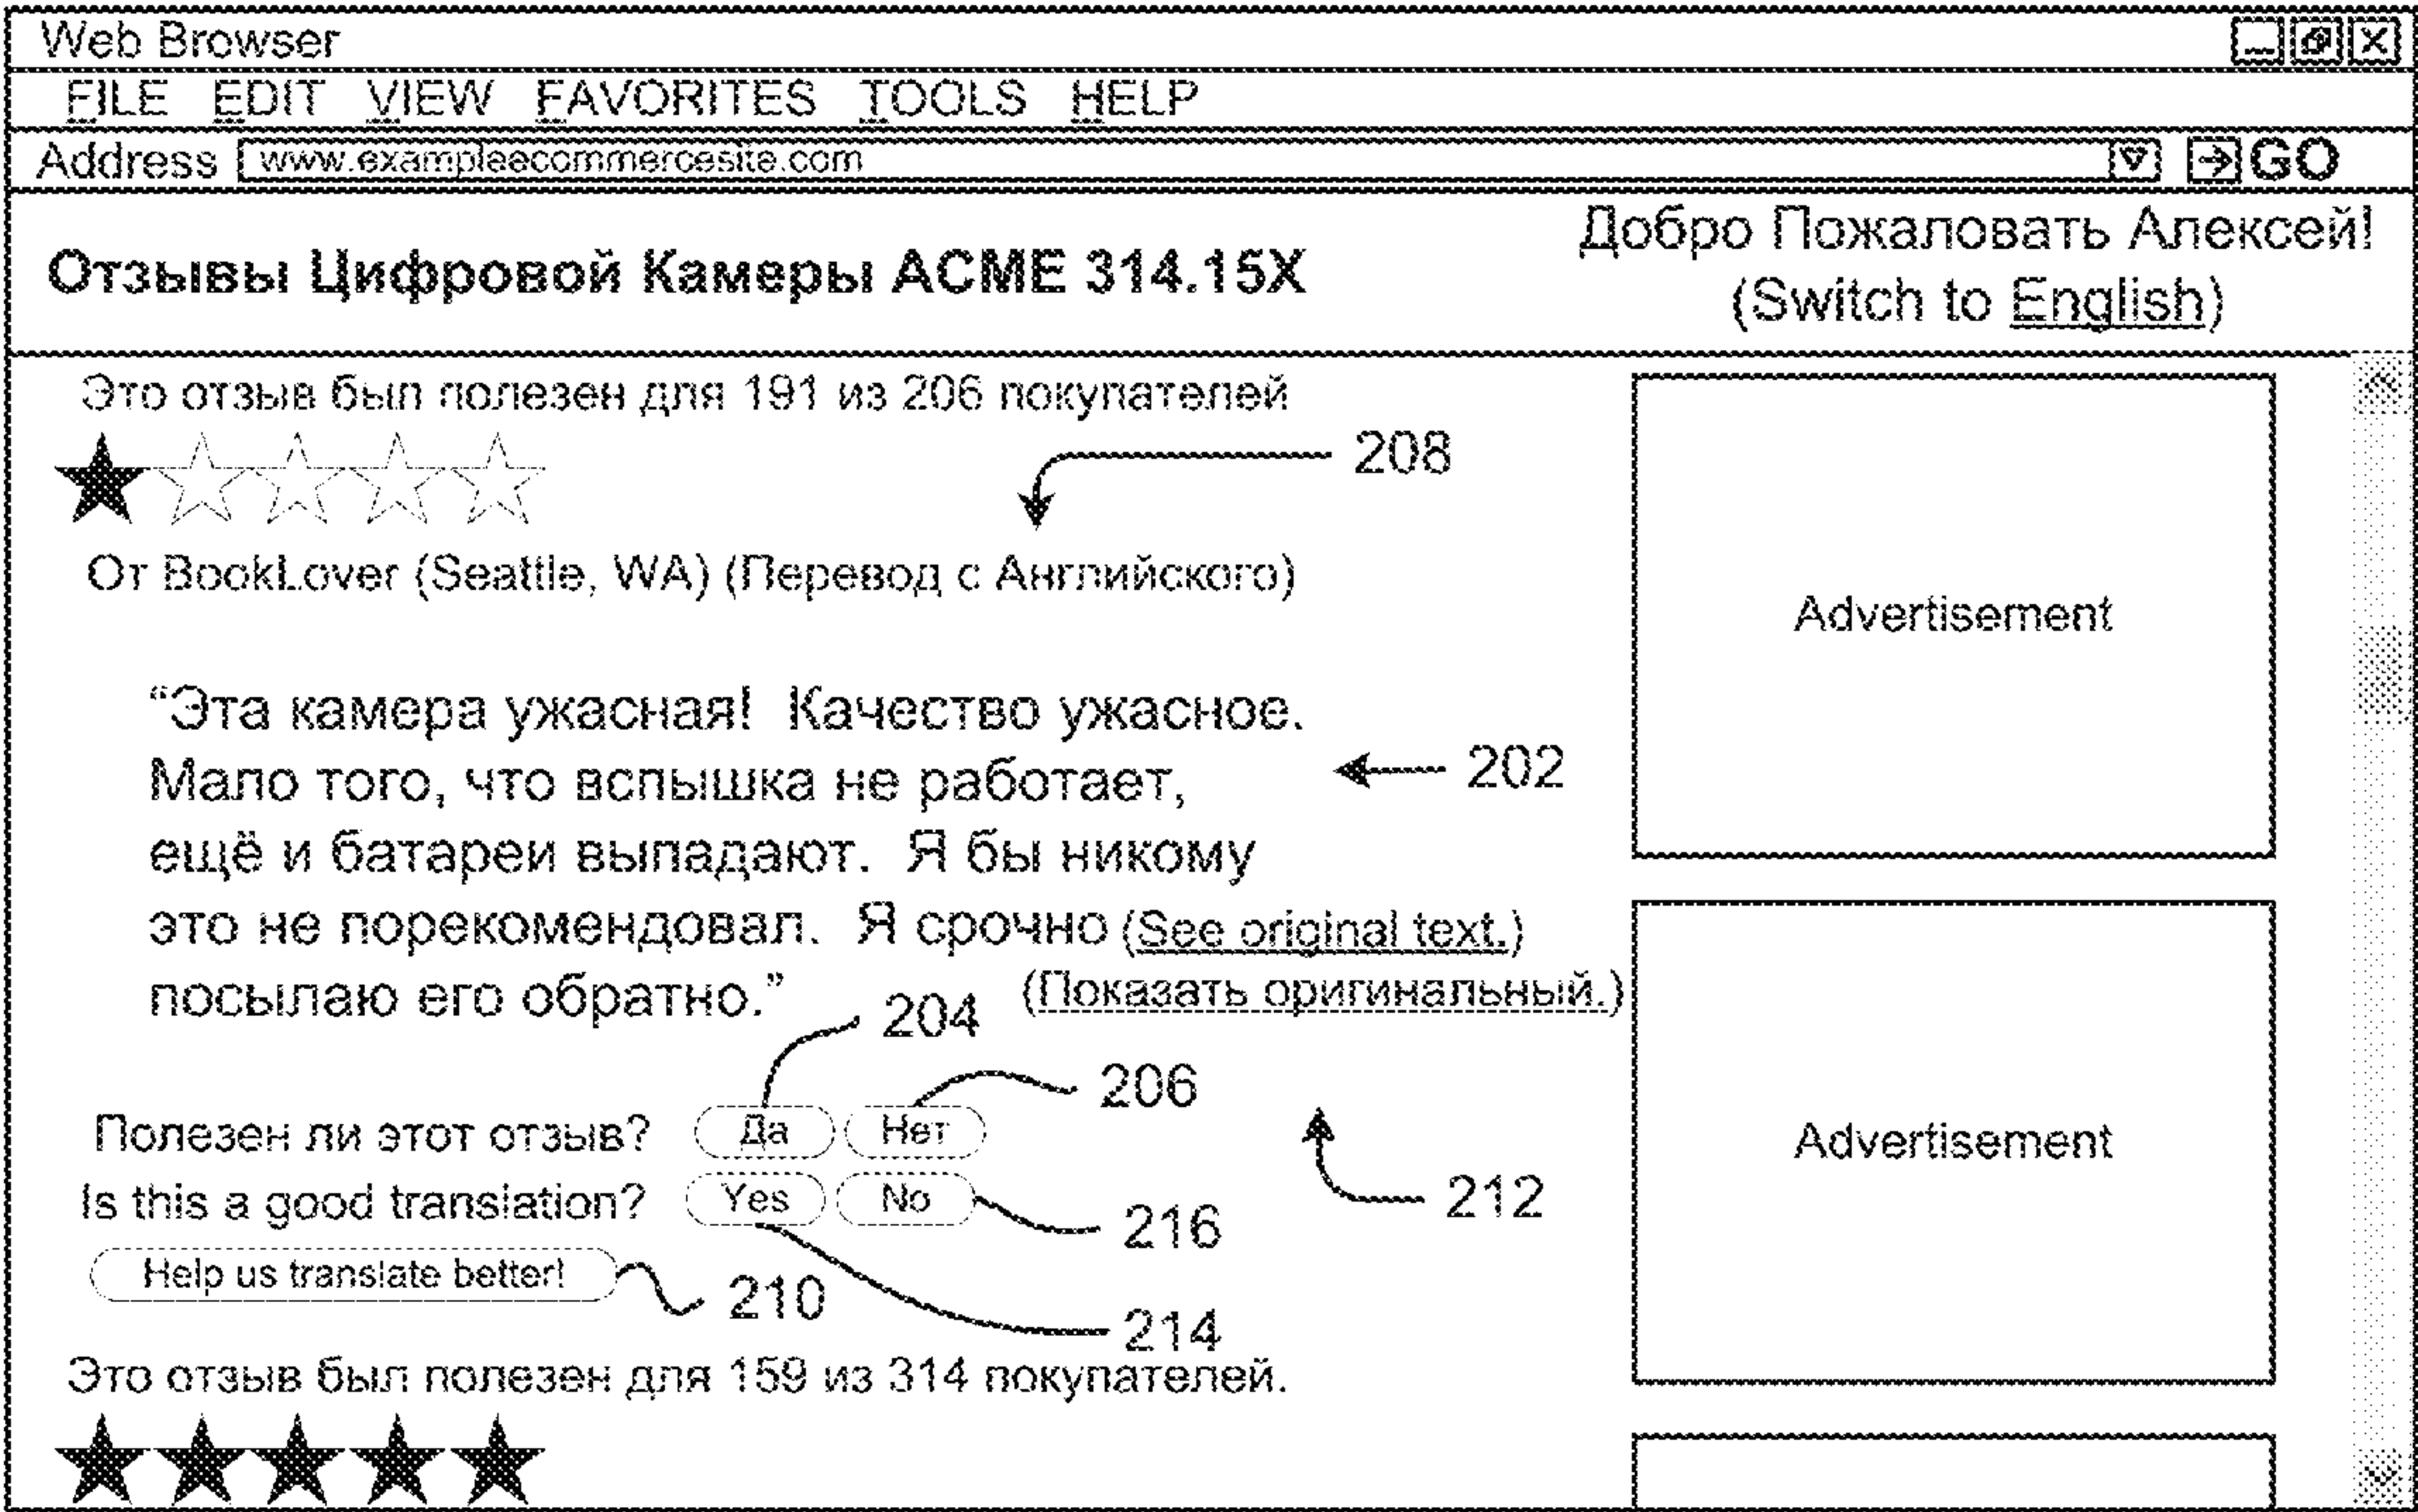 Web Browser
FILE EDIT VIEW FAVORITES TOOLS HELP
Address www.exampleecommercesite.com GO
Отзывы Цифровой Камеры ACME 314.15X
Добро Пожаловать Алексей!
(Switch to English)
Это отзыв был полезен для 191 из 206 покупателей
208
От BookLover (Seattle, WA) (Перевод с Английского)
Advertisement
“Эта камера ужасная! Качество ужасное.
Мало того, что вспышка не работает,
202
ещё и батареи выпадают. Я бы никому
это не порекомендовал. Я срочно (See original text.)
посылаю его обратно.” (Показать оригинальный.)
204
206
Полезен ли этот отзыв? Да Нет
Advertisement
Is this a good translation? Yes No
212
216
Help us translate better!
210
214
Это отзыв был полезен для 159 из 314 покупателей.